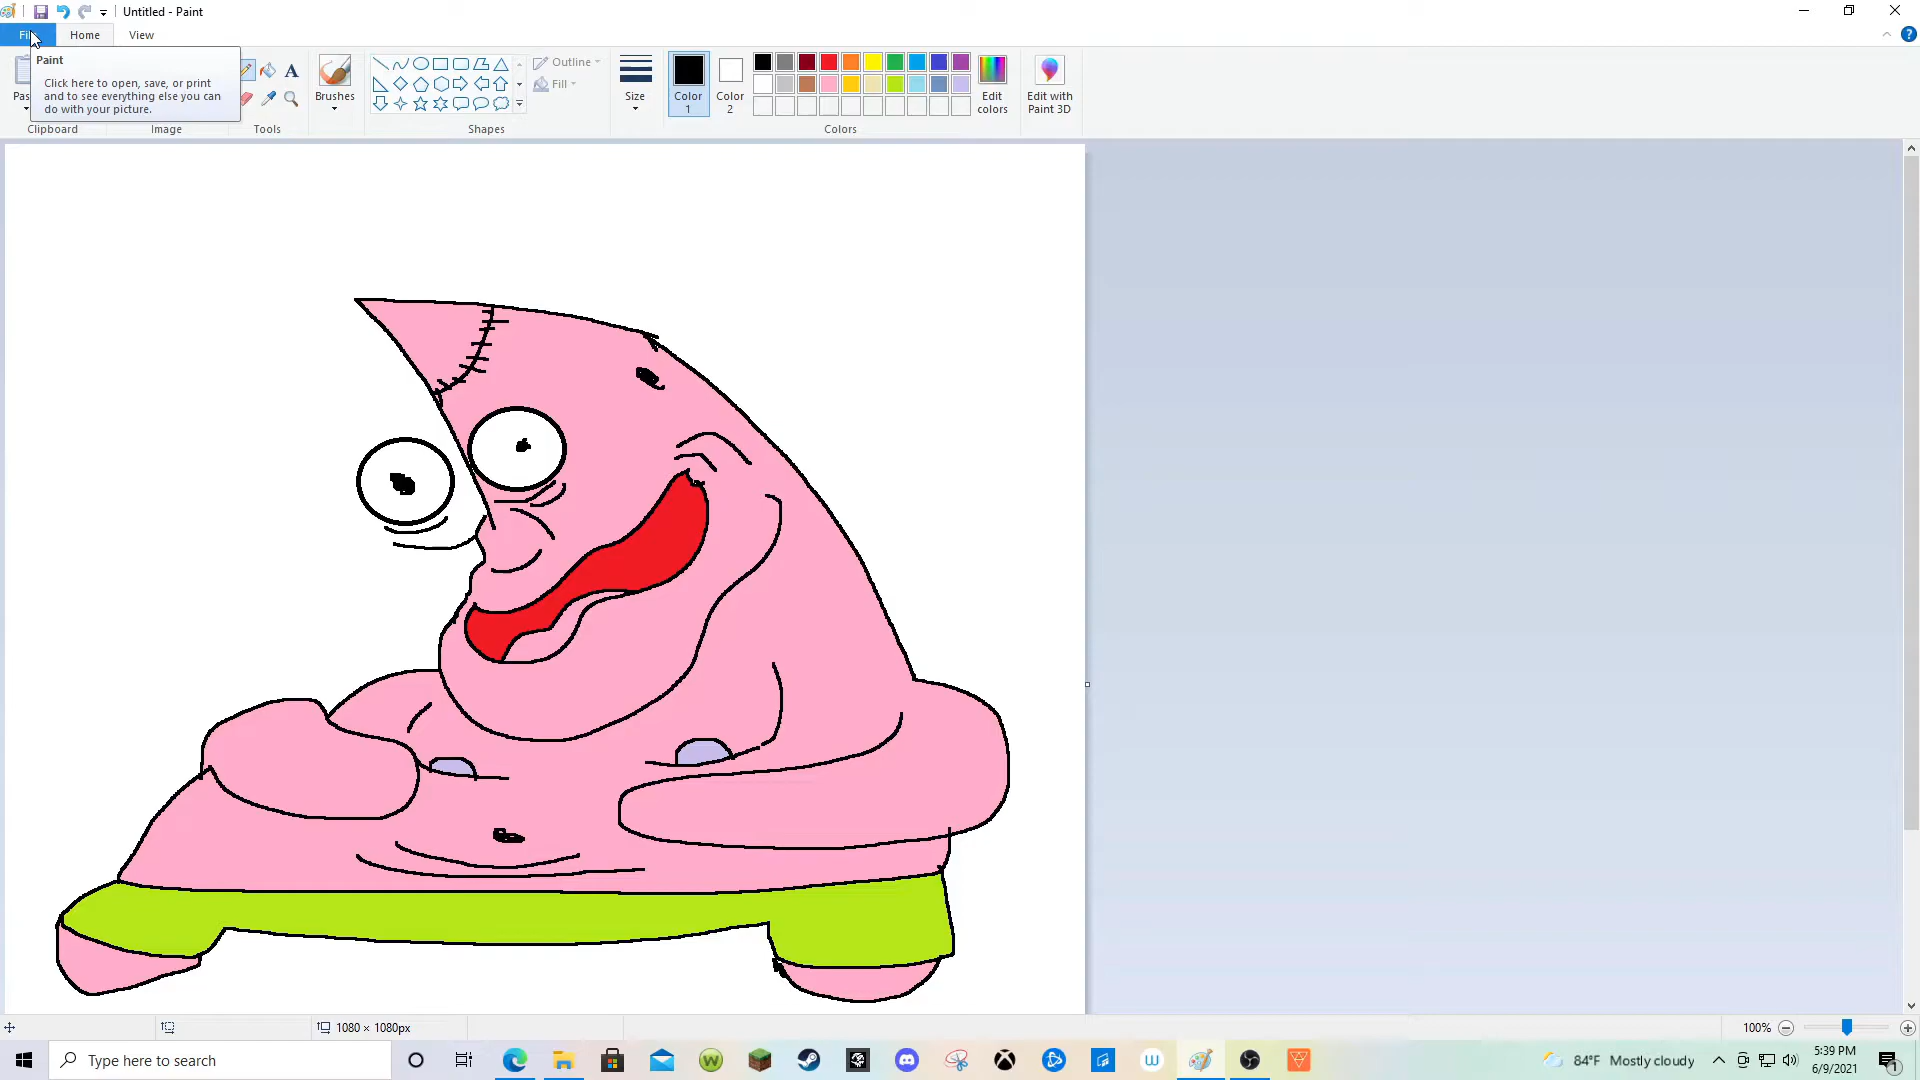 Untitled - Paint
Home
View
Paint
Click here to open, save, or print
and to see everything else you can
do with your picture.
Pas
Brushes
Outline
Fill
Size
Color
1
Color
2
Edit
colors
Edit with
Paint 3D
Clipboard
Image
Tools
Shapes
Colors
1080 × 1080px
100%
Type here to search
84°F Mostly cloudy
5:39 PM
6/9/2021
1